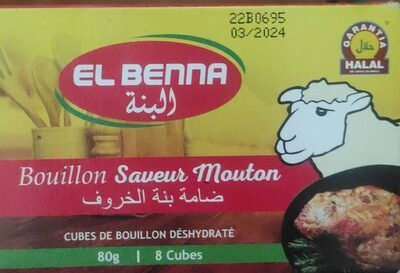 22B0695
03/2024
GARANTIA
حلال
HALAL
EL BENNA
البنة
Bouillon Saveur Mouton
ضامة بنة الخروف
CUBES DE BOUILLON DÉSHYDRATÉ
80g | 8 Cubes